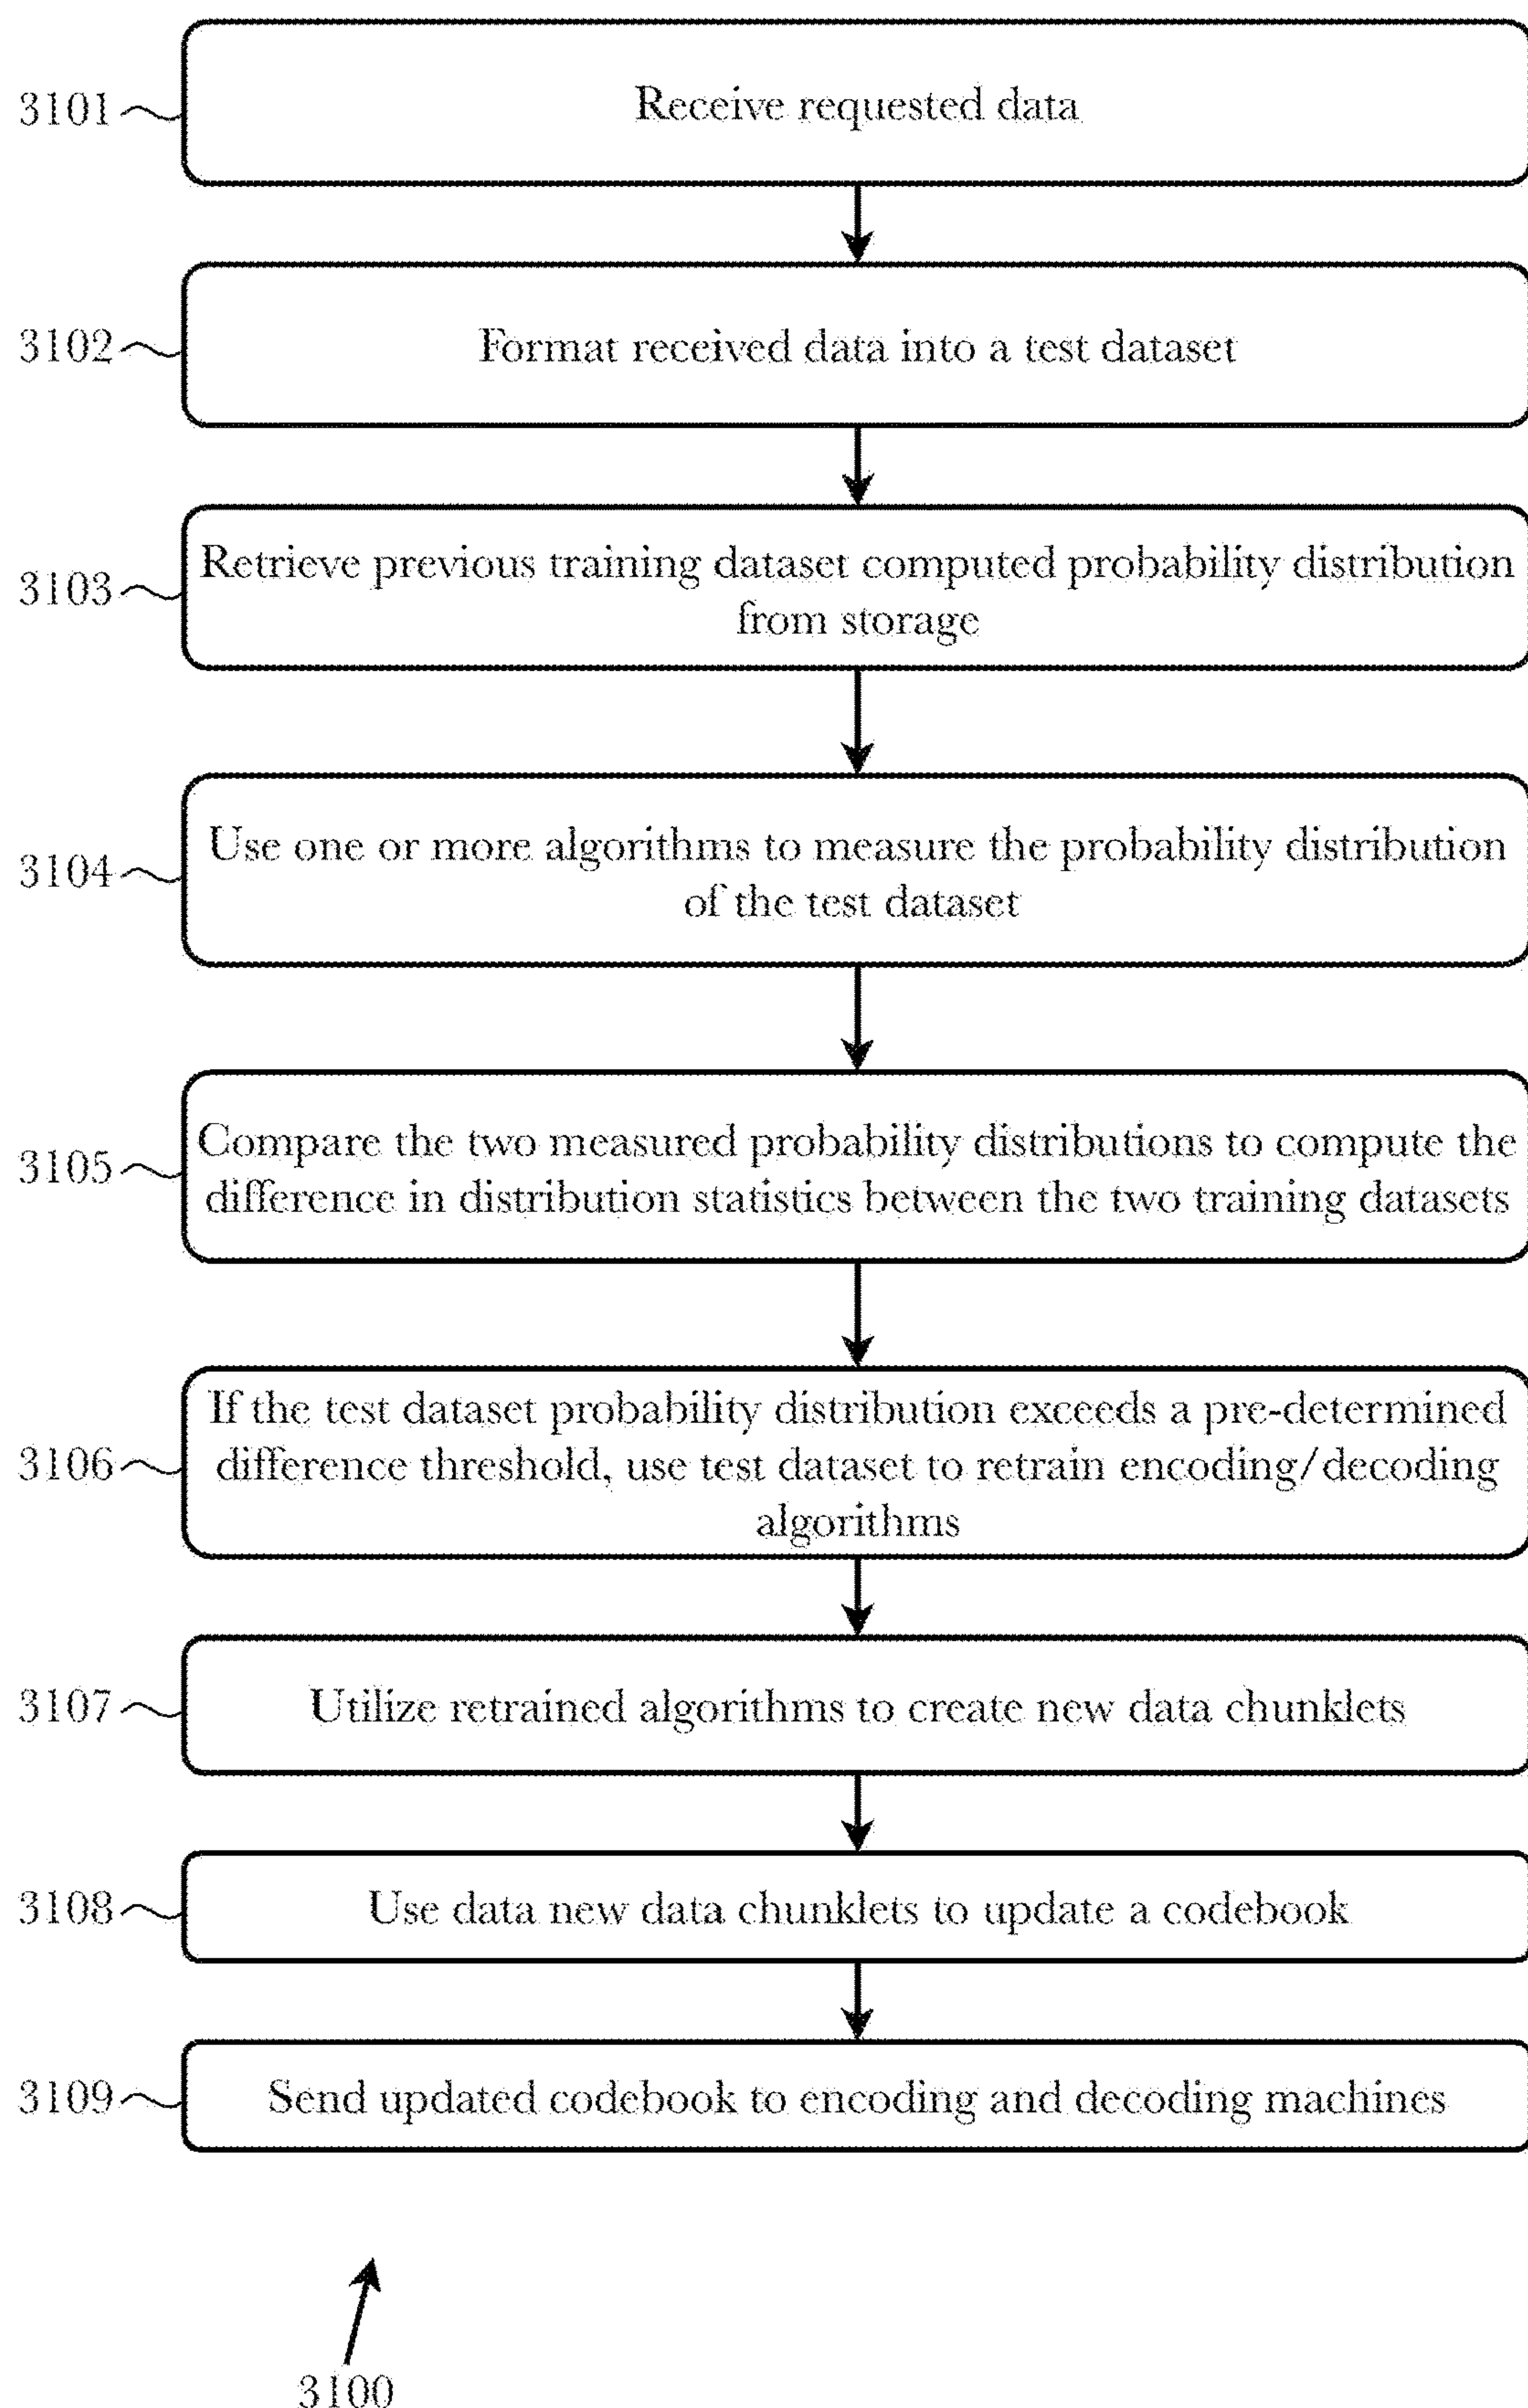 3101
Receive requested data
3102
Format received data into a test dataset
3103
Retrieve previous training dataset computed probability distribution
from storage
3104
Use one or more algorithms to measure the probability distribution
of the test dataset
3105
Compare the two measured probability distributions to compute the
difference in distribution statistics between the two training datasets
3106
If the test dataset probability distribution exceeds a pre-determined
difference threshold, use test dataset to retrain encoding/decoding
algorithms
3107
Utilize retrained algorithms to create new data chunklets
3108
Use data new data chunklets to update a codebook
3109
Send updated codebook to encoding and decoding machines
3100